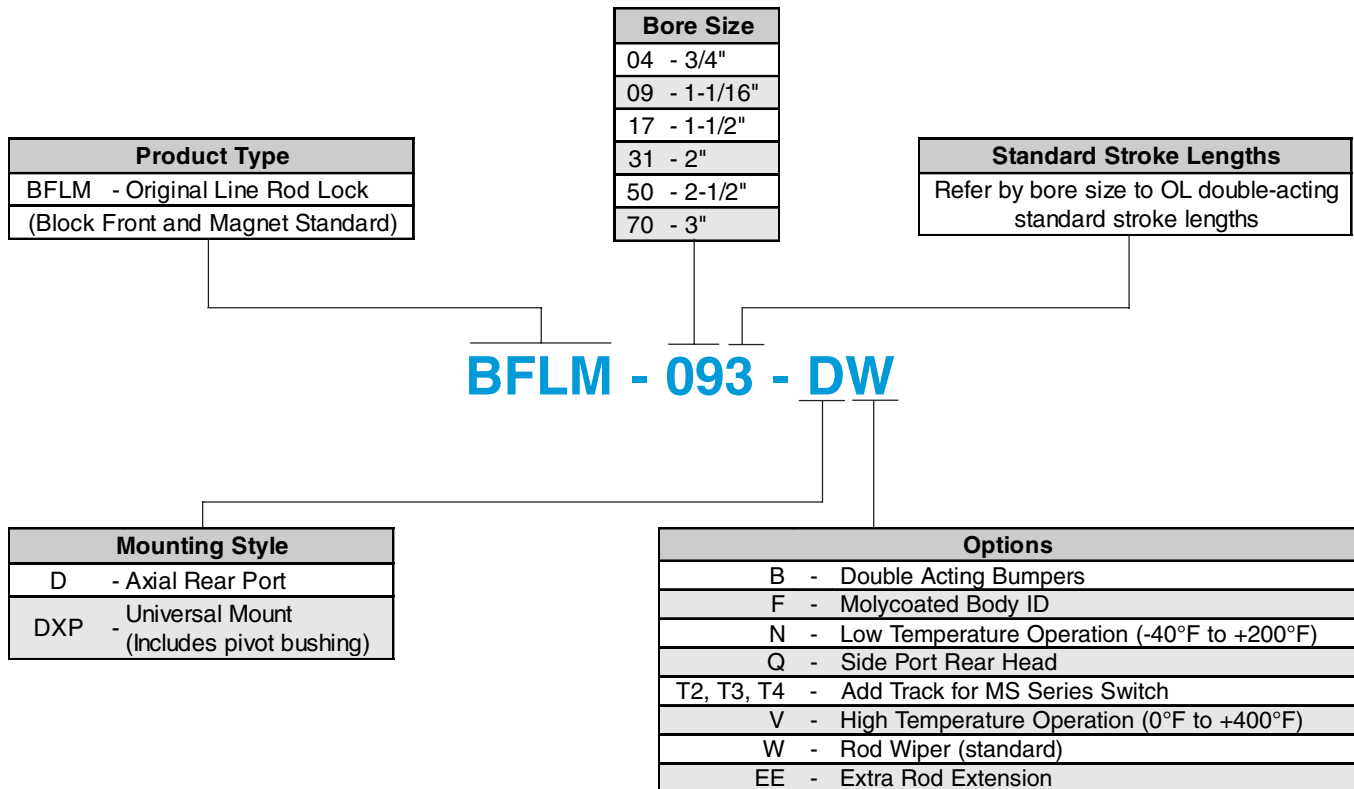 Bore Size
04 - 3/4"
09 - 1-1/16"
17 - 1-1/2"
31 - 2"
50 - 2-1/2"
70 - 3"
Product Type
BFLM - Original Line Rod Lock
(Block Front and Magnet Standard)
Standard Stroke Lengths
Refer by bore size to OL double-acting
standard stroke lengths
BFLM - 093 - DW
Mounting Style
D - Axial Rear Port
DXP - Universal Mount
(Includes pivot bushing)
Options
B - Double Acting Bumpers
F - Molycoated Body ID
N - Low Temperature Operation (-40°F to +200°F)
Q - Side Port Rear Head
T2, T3, T4 - Add Track for MS Series Switch
V - High Temperature Operation (0°F to +400°F)
W - Rod Wiper (standard)
EE - Extra Rod Extension